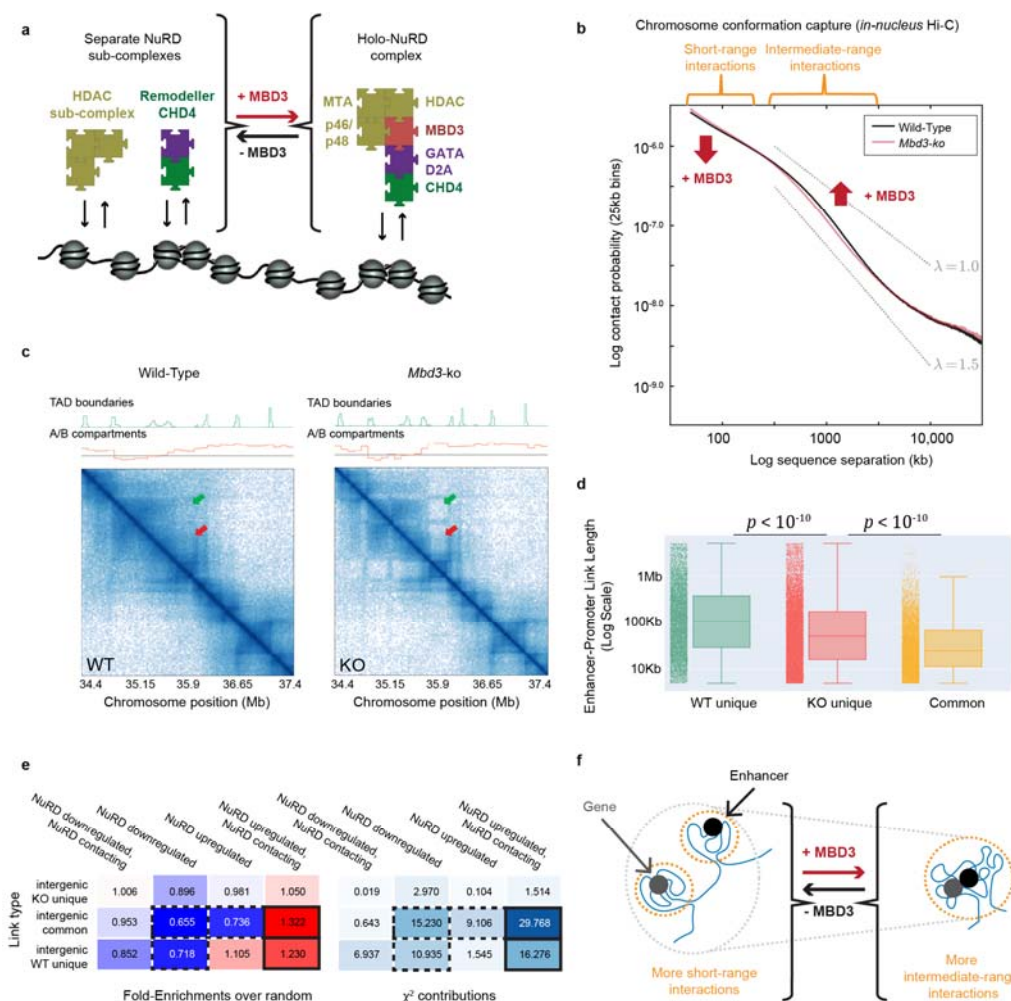 a
Separate NuRD
sub-complexes
HDAC
sub-complex
Remodeller
CHD4
+ MBD3
- MBD3
Holo-NuRD
complex
MTA
p46/
p48
HDAC
MBD3
GATA
D2A
CHD4
b
Chromosome conformation capture (in-nucleus Hi-C)
Short-range
interactions
Intermediate-range
interactions
Wild-Type
Mbd3-ko
+ MBD3
+ MBD3
λ=1.0
λ=1.5
Log contact probability (25kb bins)
10-6.0
10-7.0
10-8.0
10-9.0
100
1000
10,000
Log sequence separation (kb)
c
Wild-Type
Mbd3-ko
TAD boundaries
TAD boundaries
A/B compartments
A/B compartments
WT
KO
34.4 35.15 35.9 36.65 37.4
34.4 35.15 35.9 36.65 37.4
Chromosome position (Mb)
Chromosome position (Mb)
d
p < 10-10
p < 10-10
Enhancer-Promoter Link Length
(Log Scale)
1Mb
100Kb
10Kb
WT unique
KO unique
Common
e
NuRD downregulated,
NuRD contacting
NuRD downregulated
NuRD upregulated
NuRD upregulated,
NuRD contacting
NuRD downregulated,
NuRD contacting
NuRD downregulated
NuRD upregulated
NuRD upregulated,
NuRD contacting
Link type
intergenic
KO unique
1.006 0.896 0.981 1.050
0.019 2.970 0.104 1.514
intergenic
common
0.953 0.655 0.736 1.322
0.643 15.230 9.106 29.768
intergenic
WT unique
0.852 0.718 1.105 1.230
6.937 10.935 1.545 16.276
Fold-Enrichments over random
χ2 contributions
f
Enhancer
Gene
+ MBD3
- MBD3
More short-range
interactions
More
intermediate-range
interactions